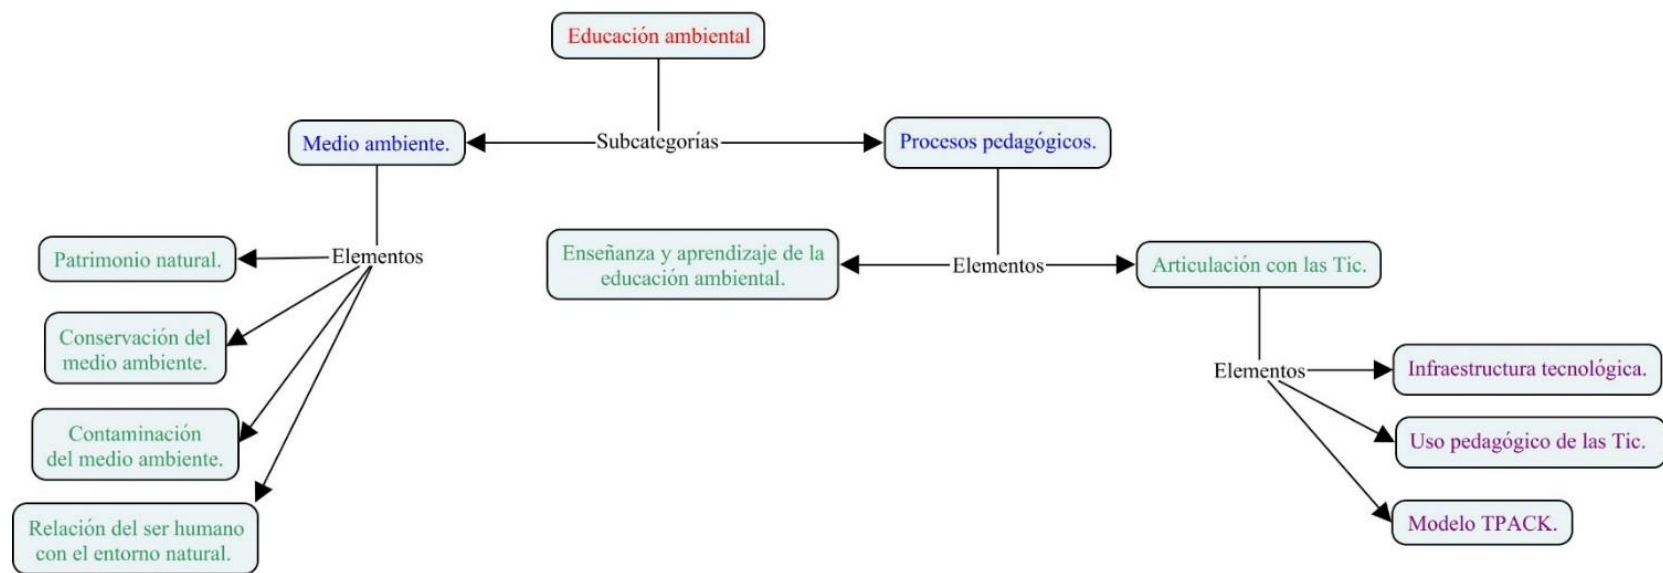 Educación ambiental
Medio ambiente.
Subcategorías
Procesos pedagógicos.
Elementos
Patrimonio natural.
Conservación del
medio ambiente.
Contaminación
del medio ambiente.
Relación del ser humano
con el entorno natural.
Enseñanza y aprendizaje de la
educación ambiental.
Elementos
Articulación con las Tic.
Elementos
Infraestructura tecnológica.
Uso pedagógico de las Tic.
Modelo TPACK.